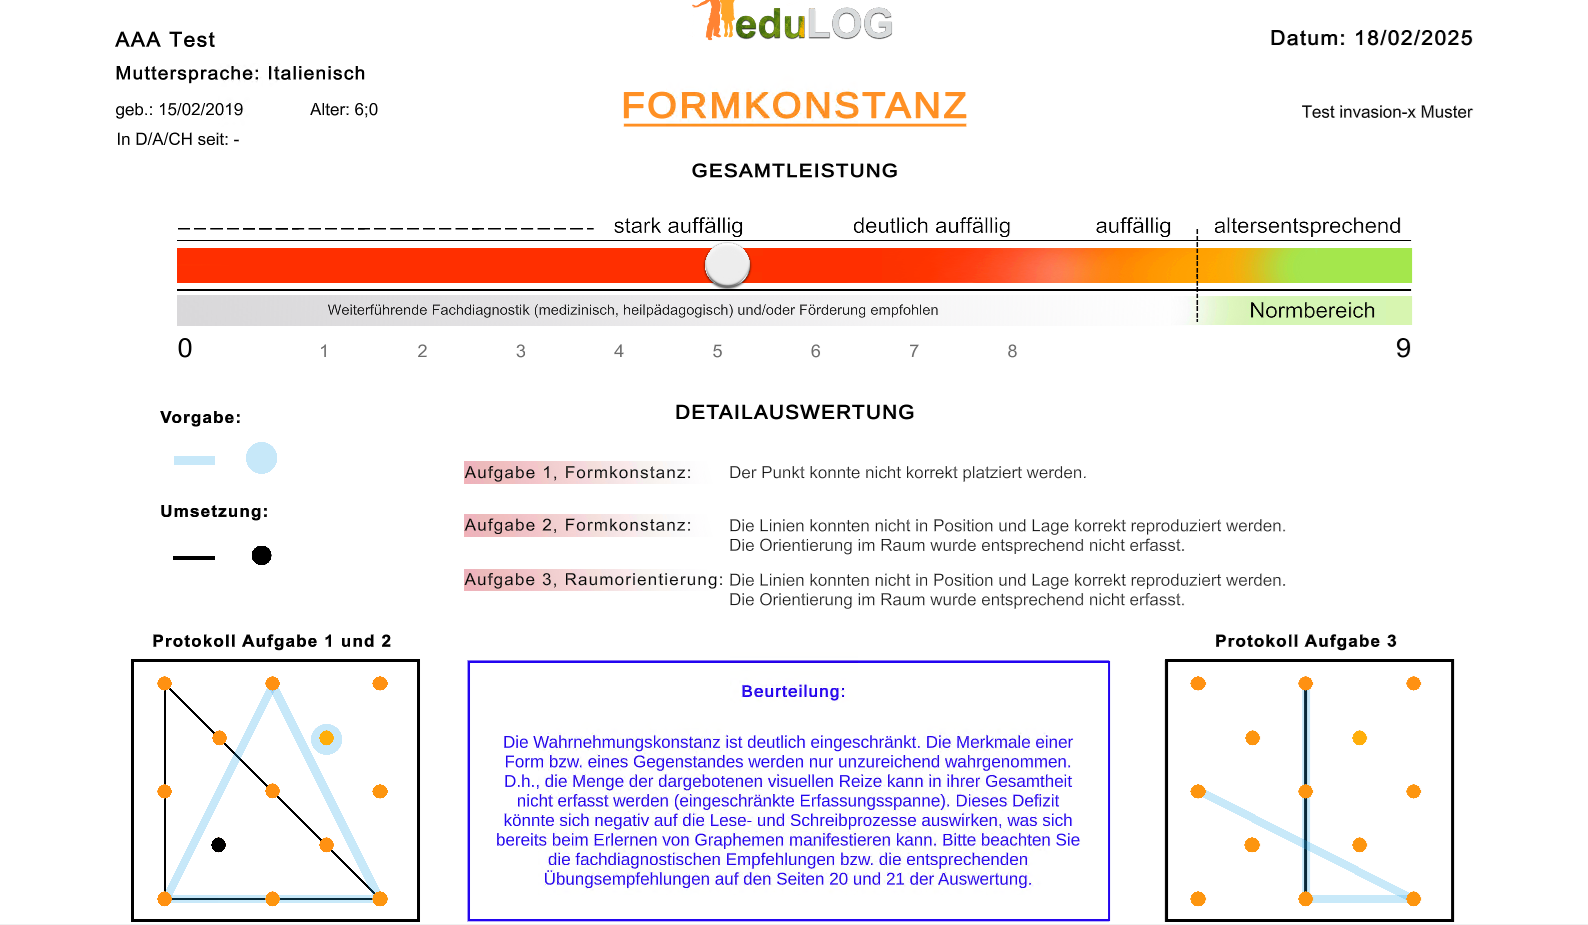 eduLOG
AAA Test
Datum: 18/02/2025
Muttersprache: Italienisch
geb.: 15/02/2019 Alter: 6;0
FORMKONSTANZ
Test invasion-x Muster
In D/A/CH seit: -
GESAMTLEISTUNG
stark auffällig deutlich auffällig auffällig altersentsprechend
Weiterführende Fachdiagnostik (medizinisch, heilpädagogisch) und/oder Förderung empfohlen Normbereich
0 1 2 3 4 5 6 7 8 9
DETAILAUSWERTUNG
Vorgabe:
Umsetzung:
Aufgabe 1, Formkonstanz: Der Punkt konnte nicht korrekt platziert werden.
Aufgabe 2, Formkonstanz: Die Linien konnten nicht in Position und Lage korrekt reproduziert werden.
Die Orientierung im Raum wurde entsprechend nicht erfasst.
Aufgabe 3, Raumorientierung: Die Linien konnten nicht in Position und Lage korrekt reproduziert werden.
Die Orientierung im Raum wurde entsprechend nicht erfasst.
Protokoll Aufgabe 1 und 2
Beurteilung:
Die Wahrnehmungskonstanz ist deutlich eingeschränkt. Die Merkmale einer
Form bzw. eines Gegenstandes werden nur unzureichend wahrgenommen.
D.h., die Menge der dargebotenen visuellen Reize kann in ihrer Gesamtheit
nicht erfasst werden (eingeschränkte Erfassungsspanne). Dieses Defizit
könnte sich negativ auf die Lese- und Schreibprozesse auswirken, was sich
bereits beim Erlernen von Graphemen manifestieren kann. Bitte beachten Sie
die fachdiagnostischen Empfehlungen bzw. die entsprechenden
Übungsempfehlungen auf den Seiten 20 und 21 der Auswertung.
Protokoll Aufgabe 3